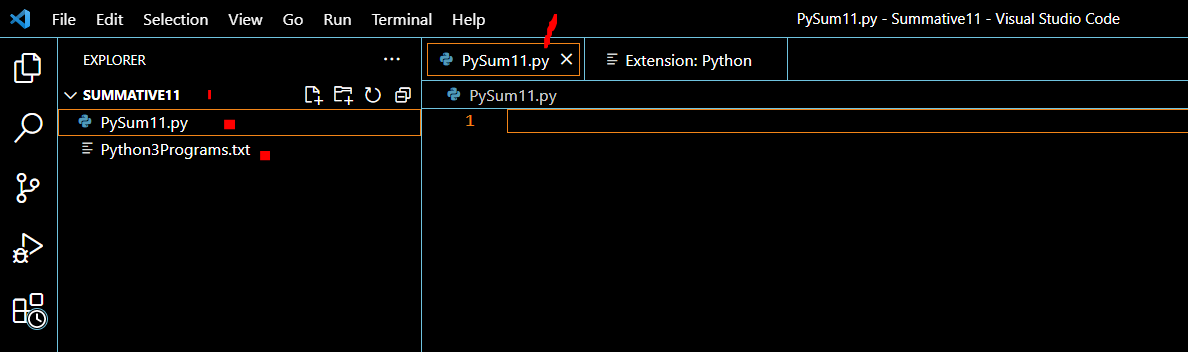 File Edit Selection View Go Run Terminal Help PySum11.py - Summative11 - Visual Studio Code
EXPLORER ···
PySum11.py Extension: Python
SUMMATIVE11
PySum11.py
PySum11.py
1
Python3Programs.txt